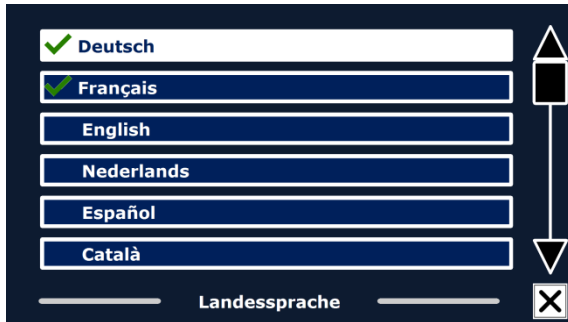 Deutsch
Français
English
Nederlands
Español
Català
Landessprache